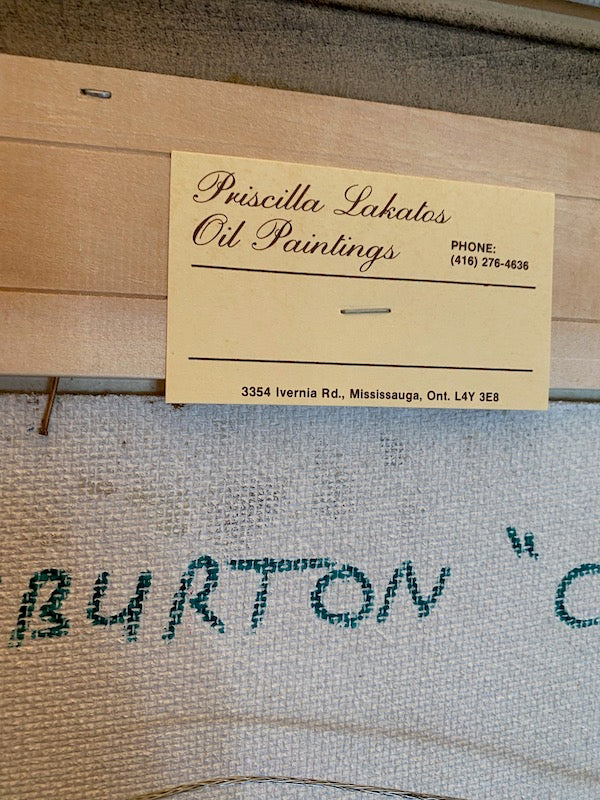 Priscilla Lakatos
Oil Paintings
PHONE:
(416) 276-4636
3354 Ivernia Rd., Mississauga, Ont. L4Y 3E8
BURTON "